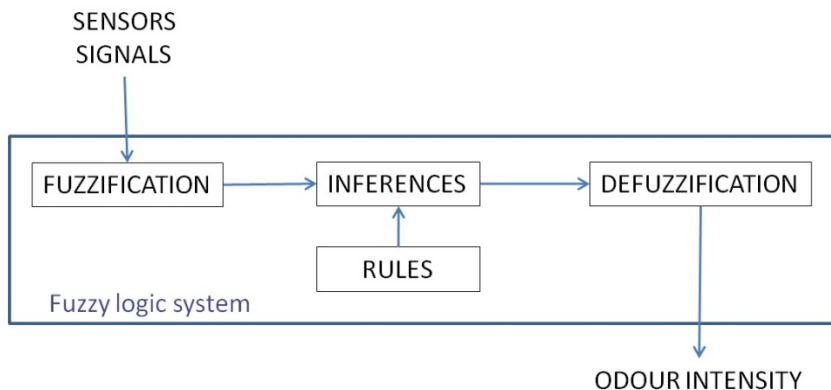 SENSORS
SIGNALS
FUZZIFICATION
INFERENCES
DEFUZZIFICATION
RULES
Fuzzy logic system
ODOUR INTENSITY